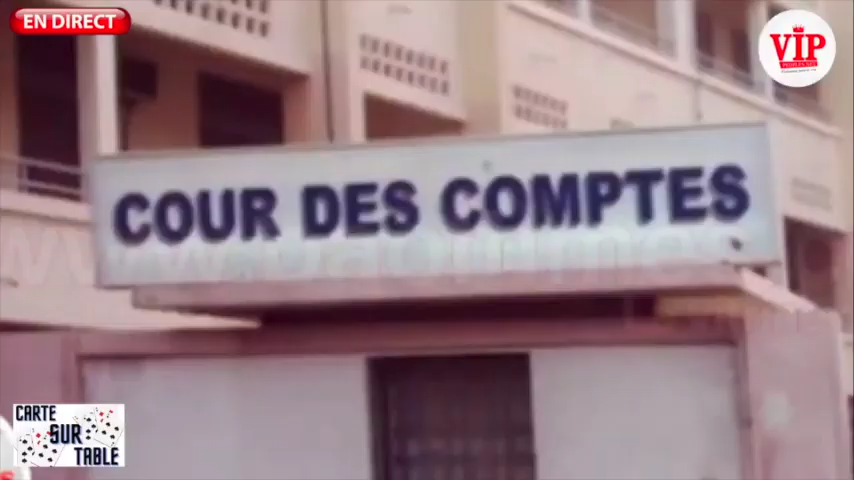 EN DIRECT
VIP
COUR DES COMPTES
CARTE
SUR
TABLE